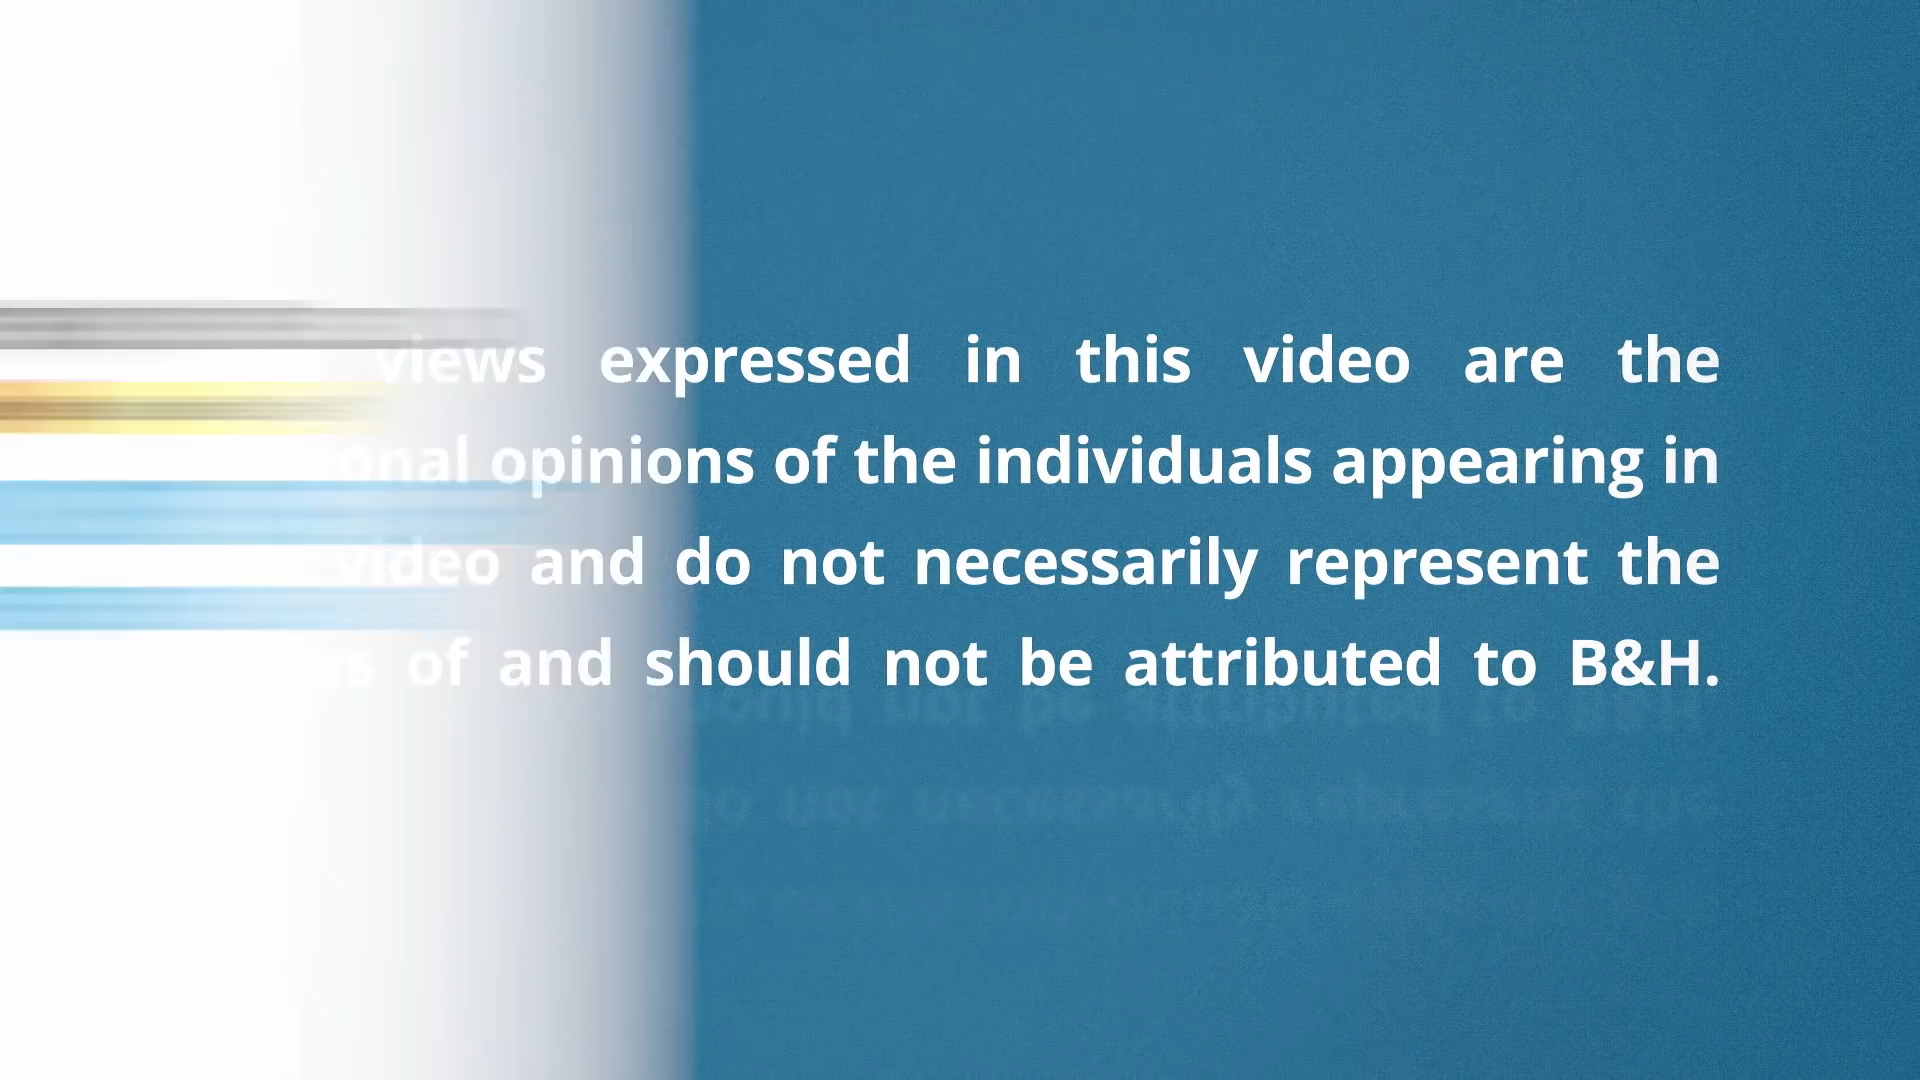 views expressed in this video are the
opinions of the individuals appearing in
video and do not necessarily represent the
of and should not be attributed to B&H.